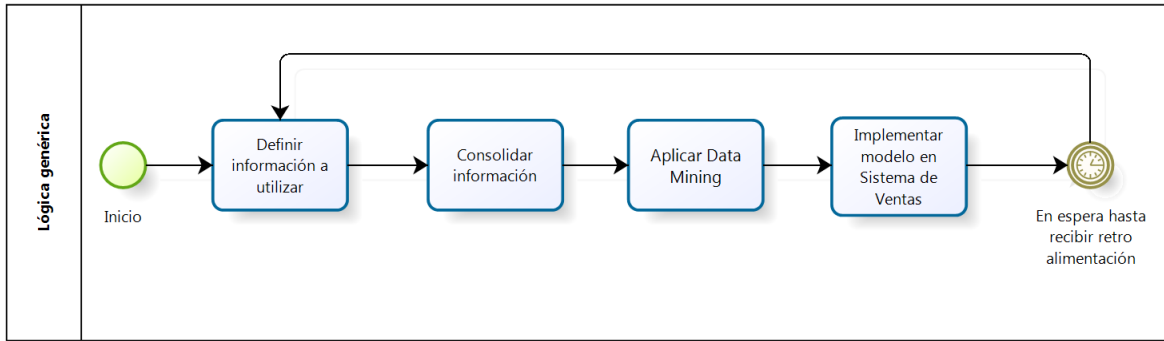 Lógica genérica
Inicio
Definir
información a
utilizar
Consolidar
información
Aplicar Data
Mining
Implementar
modelo en
Sistema de
Ventas
En espera hasta
recibir retro
alimentación